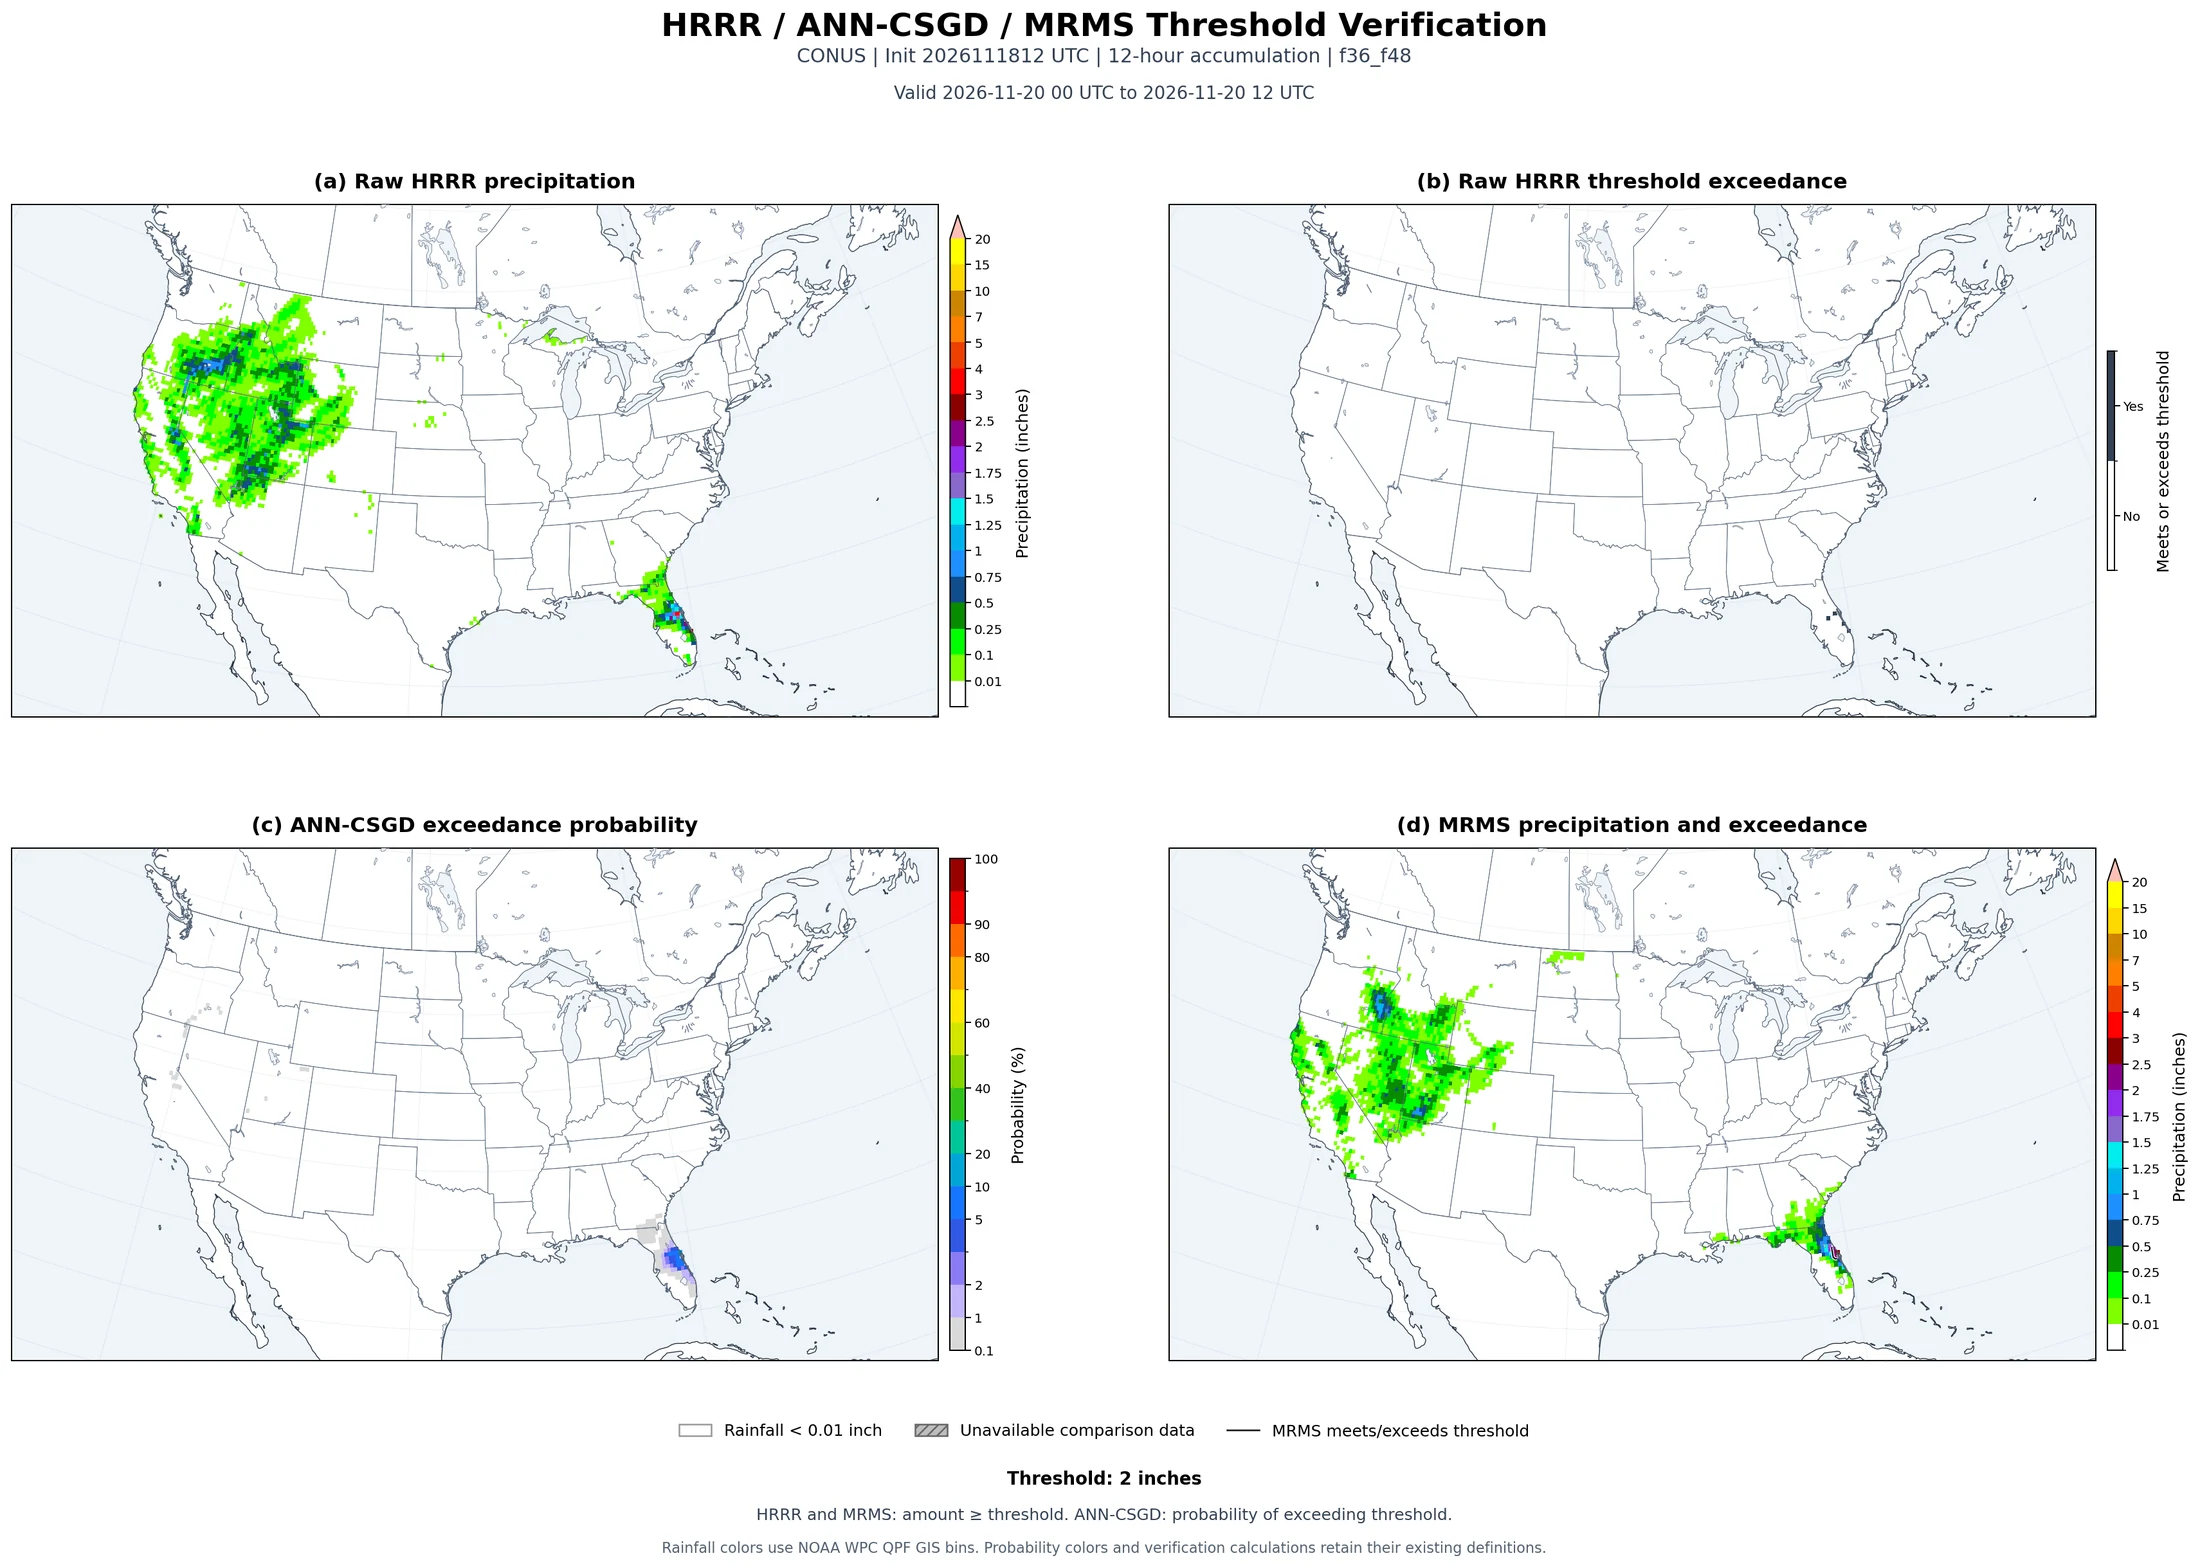 HRRR / ANN-CSGD / MRMS Threshold Verification
CONUS | Init 2026111812 UTC | 12-hour accumulation | f36_f48
Valid 2026-11-20 00 UTC to 2026-11-20 12 UTC
(a) Raw HRRR precipitation
20
15
10
7
5
4
3
2.5
2
1.75
1.5
1.25
1
0.75
0.5
0.25
0.1
0.01
Precipitation (inches)
(b) Raw HRRR threshold exceedance
Yes
No
Meets or exceeds threshold
(c) ANN-CSGD exceedance probability
100
90
80
60
40
20
10
5
2
1
0.1
Probability (%)
(d) MRMS precipitation and exceedance
20
15
10
7
5
4
3
2.5
2
1.75
1.5
1.25
1
0.75
0.5
0.25
0.1
0.01
Precipitation (inches)
Rainfall < 0.01 inch
Unavailable comparison data
MRMS meets/exceeds threshold
Threshold: 2 inches
HRRR and MRMS: amount ≥ threshold. ANN-CSGD: probability of exceeding threshold.
Rainfall colors use NOAA WPC QPF GIS bins. Probability colors and verification calculations retain their existing definitions.